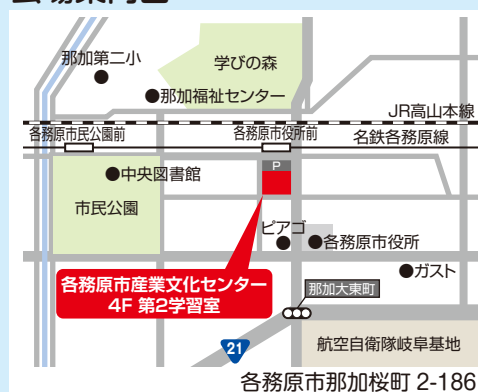 那加第二小
学びの森
●那加福祉センター
JR高山本線
各務原市民公園前
各務原市役所前
名鉄各務原線
P
●中央図書館
市民公園
ピアゴ
●各務原市役所
●ガスト
各務原市産業文化センター
4F 第2学習室
那加大東町
21
航空自衛隊岐阜基地
各務原市那加桜町 2-186